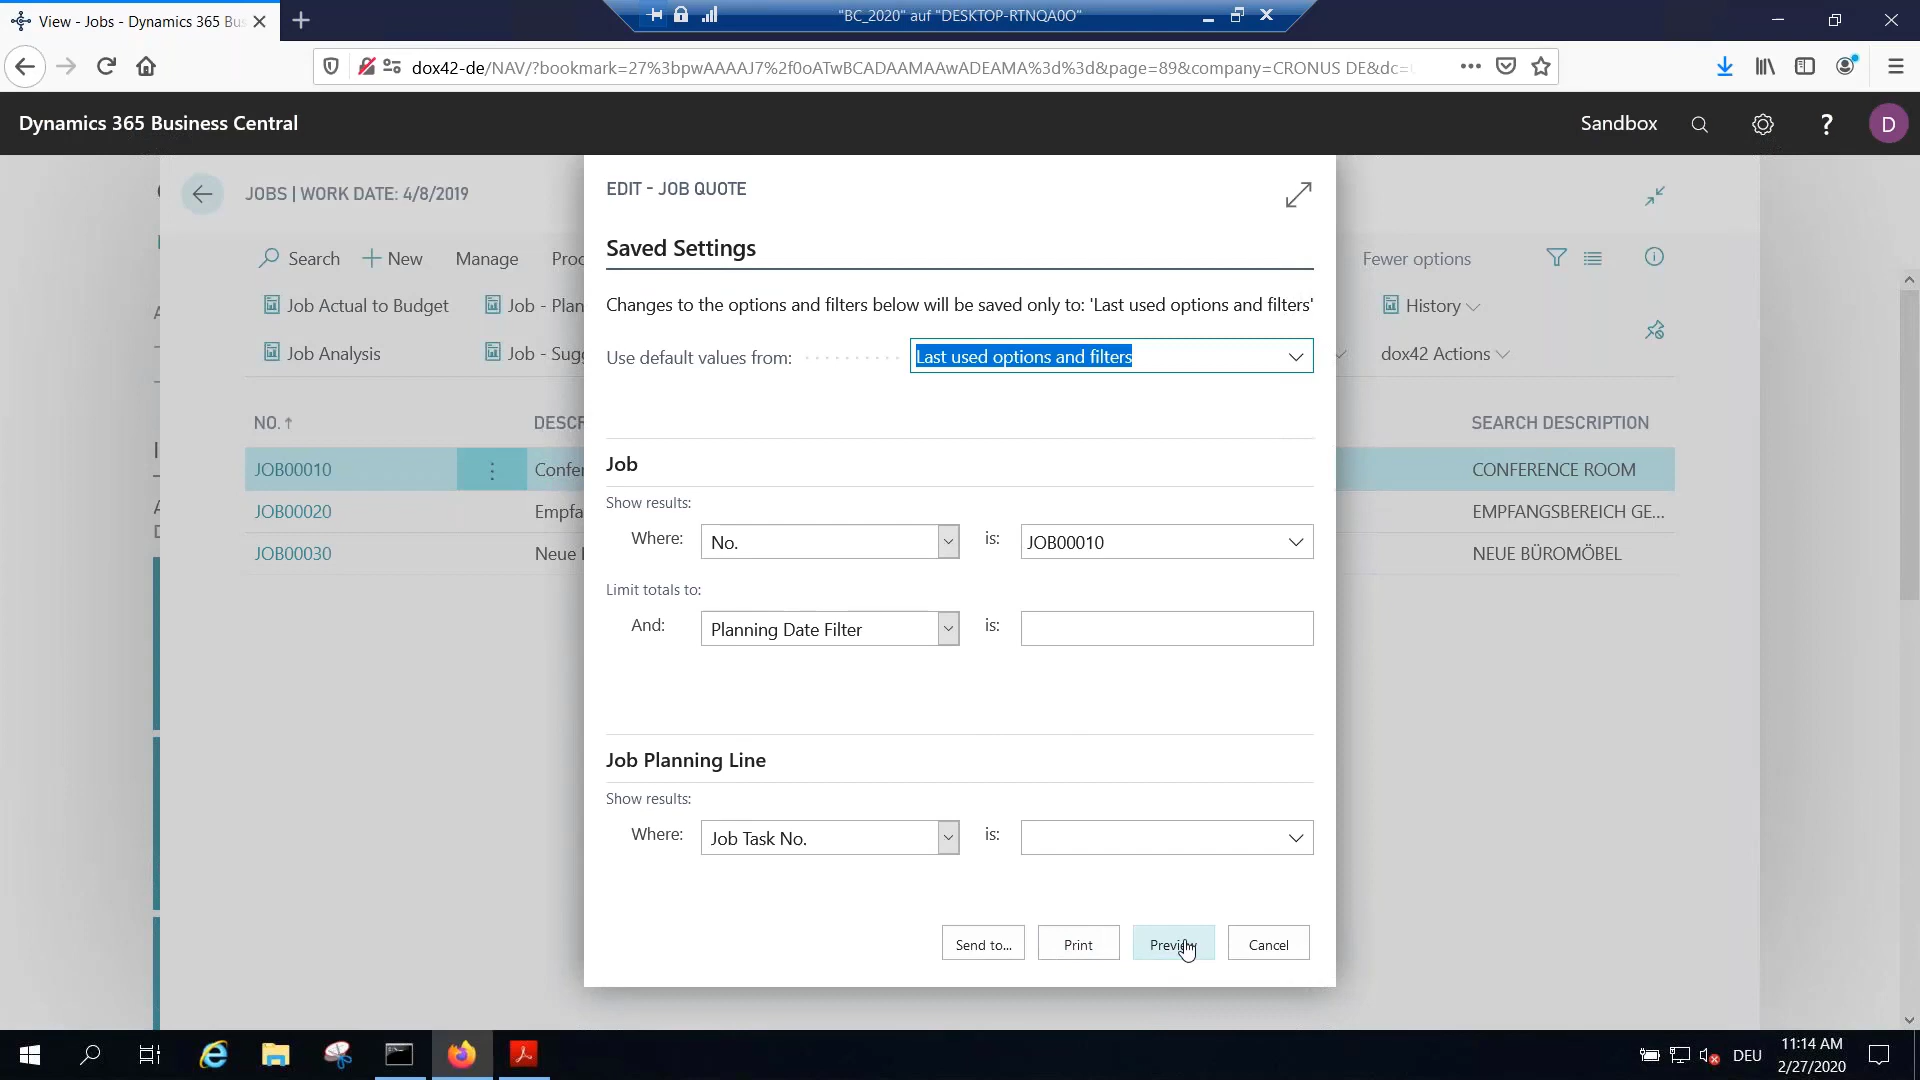 View - Jobs - Dynamics 365 Bus
"BC_2020" auf "DESKTOP-RTNQA0O"
dox42-de/NAV/?bookmark=27%3bpwAAAAJ7%2f0oATwBCADAAMAAwADEAMA%3d%3d&page=89&company=CRONUS DE&dc=
Dynamics 365 Business Central
Sandbox
?
D
JOBS | WORK DATE: 4/8/2019
Search
New
Manage
Proc
Fewer options
Job Actual to Budget
Job - Plan
History
Job Analysis
Job - Sugg
dox42 Actions
NO.
DESCR
SEARCH DESCRIPTION
JOB00010
Confer
CONFERENCE ROOM
JOB00020
Empfa
EMPFANGSBEREICH GE...
JOB00030
Neue
NEUE BÜROMÖBEL
EDIT - JOB QUOTE
Saved Settings
Changes to the options and filters below will be saved only to: 'Last used options and filters'
Use default values from:
Last used options and filters
Job
Show results:
Where:
No.
is:
JOB00010
Limit totals to:
And:
Planning Date Filter
is:
Job Planning Line
Show results:
Where:
Job Task No.
is:
Send to...
Print
Preview
Cancel
DEU
11:14 AM
2/27/2020